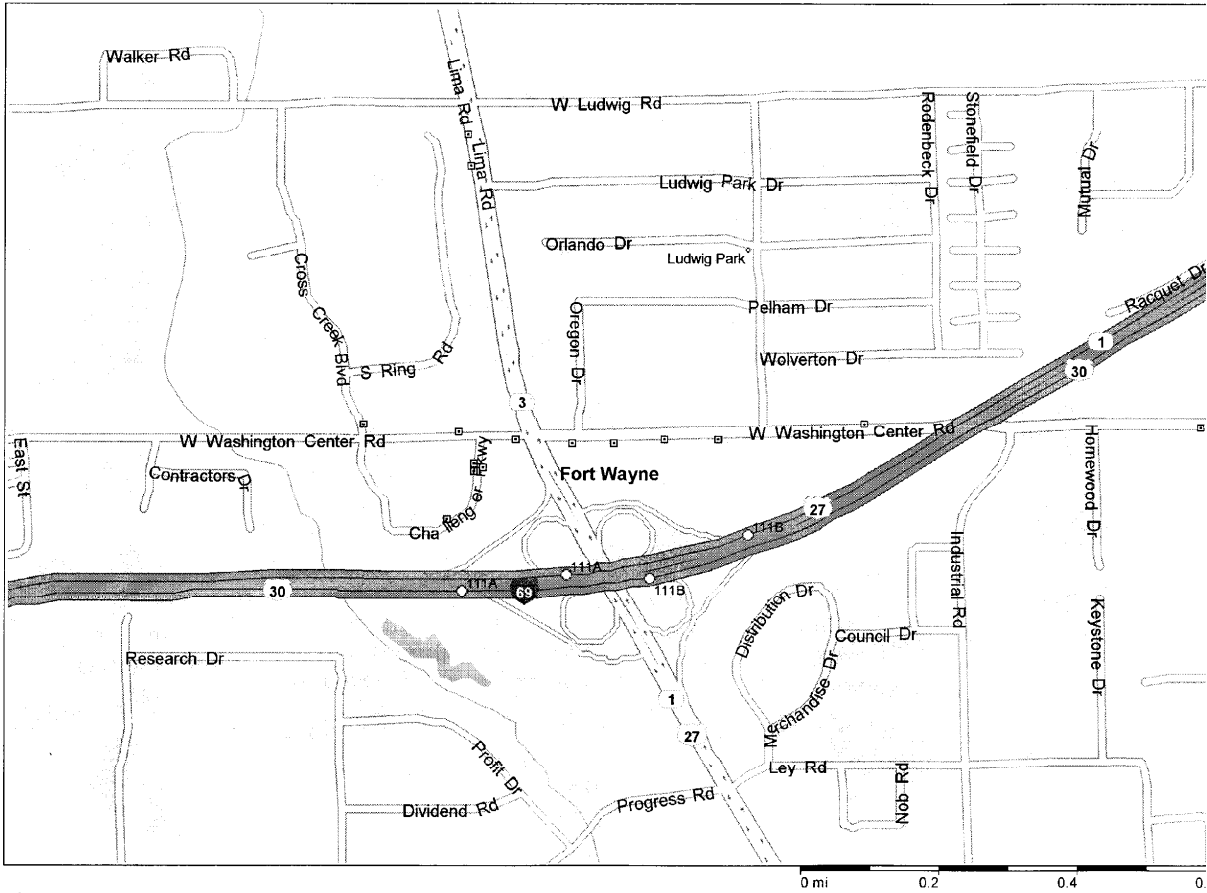 Walker Rd
Lima Rd
W Ludwig Rd
Rodenbeck Dr
Stonefield Dr
Lima Rd
Ludwig Park Dr
Mutual Dr
Orlando Dr
Ludwig Park
Cross Creek Blvd
Racquet Dr
Oregon Dr
Pelham Dr
1
S Ring Rd
Wolverton Dr
30
3
W Washington Center Rd
W Washington Center Rd
East St
Contractors Dr
Fort Wayne
Homewood Dr
Challenger Pkwy
27
111B
Industrial Rd
111A
111A
111B
30
69
Distribution Dr
Council Dr
Keystone Dr
Research Dr
Merchandise Dr
1
27
Profit Dr
Ley Rd
Nob Rd
Dividend Rd
Progress Rd
0 mi
0.2
0.4